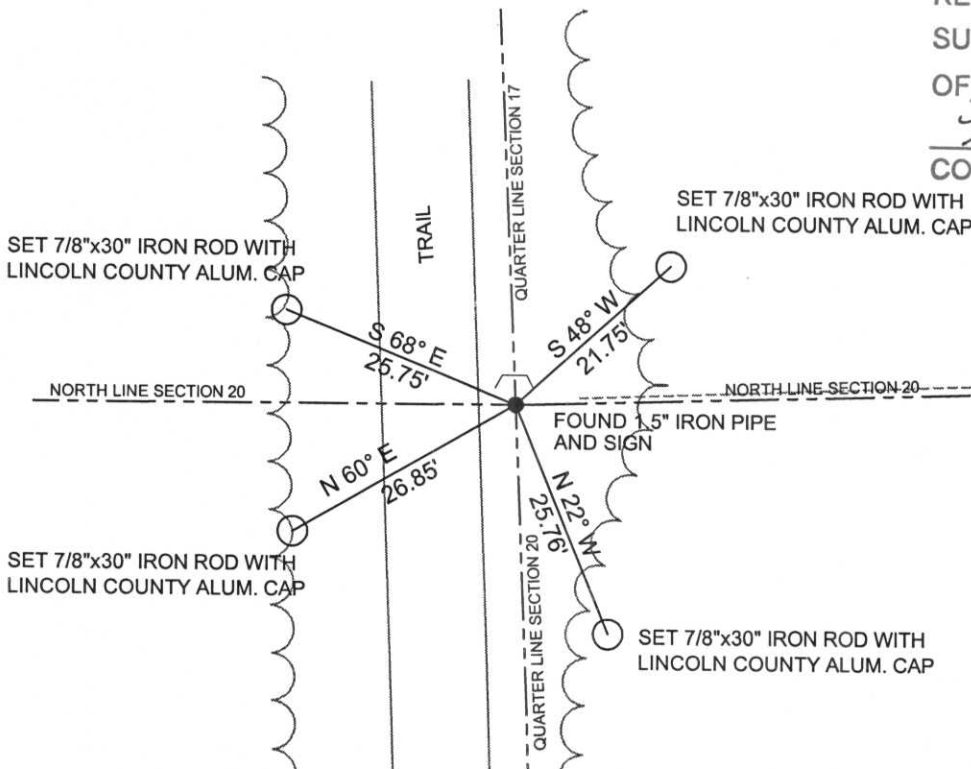 SU
OF
CO
QUARTER LINE SECTION 17
TRAIL
SET 7/8"x30" IRON ROD WITH
LINCOLN COUNTY ALUM. CAP
SET 7/8"x30" IRON ROD WITH
LINCOLN COUNTY ALUM. CAP
S 68° E
25.75'
S 48° W
21.75'
NORTH LINE SECTION 20
NORTH LINE SECTION 20
FOUND 1.5" IRON PIPE
AND SIGN
N 60° E
26.85'
N 22° W
25.76'
SET 7/8"x30" IRON ROD WITH
LINCOLN COUNTY ALUM. CAP
QUARTER LINE SECTION 20
SET 7/8"x30" IRON ROD WITH
LINCOLN COUNTY ALUM. CAP